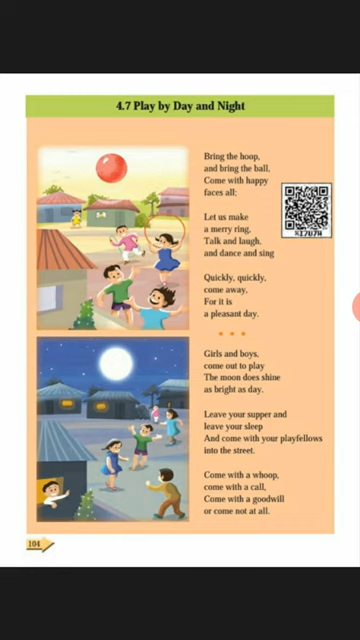 4.7 Play by Day and Night
Bring the hoop,
and bring the ball,
Come with happy
faces all;
Let us make
a merry ring,
Talk and laugh,
and dance and sing
Quickly, quickly,
come away,
For it is
a pleasant day.
Girls and boys,
come out to play
The moon does shine
as bright as day.
Leave your supper and
leave your sleep
And come with your playfellows
into the street.
Come with a whoop,
come with a call,
Come with a goodwill
or come not at all.
104